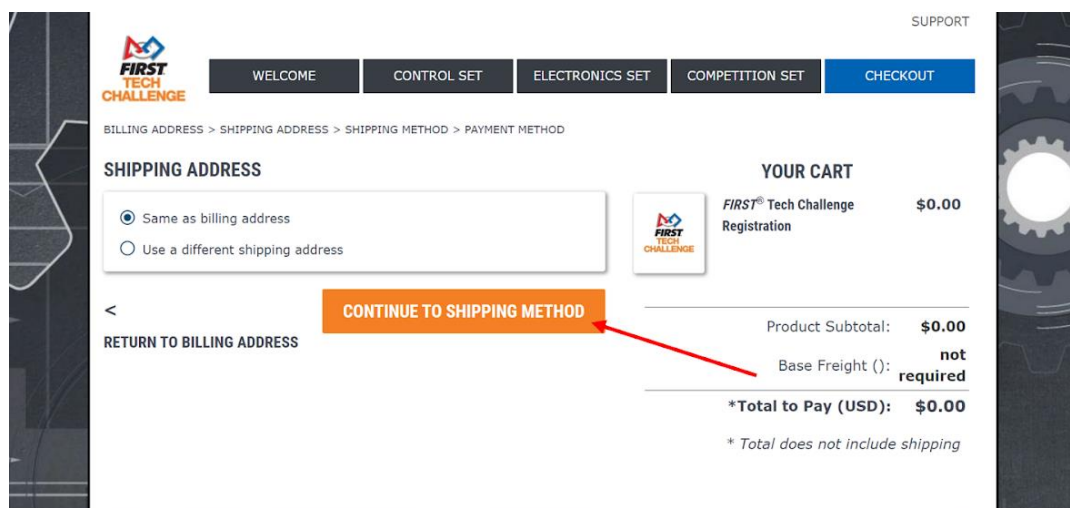 SUPPORT
FIRST
TECH
CHALLENGE
WELCOME
CONTROL SET
ELECTRONICS SET
COMPETITION SET
CHECKOUT
BILLING ADDRESS > SHIPPING ADDRESS > SHIPPING METHOD > PAYMENT METHOD
SHIPPING ADDRESS
Same as billing address
Use a different shipping address
<
RETURN TO BILLING ADDRESS
CONTINUE TO SHIPPING METHOD
YOUR CART
FIRST
TECH
CHALLENGE
FIRST® Tech Challenge
Registration
$0.00
Product Subtotal: $0.00
Base Freight (): not
required
*Total to Pay (USD): $0.00
* Total does not include shipping